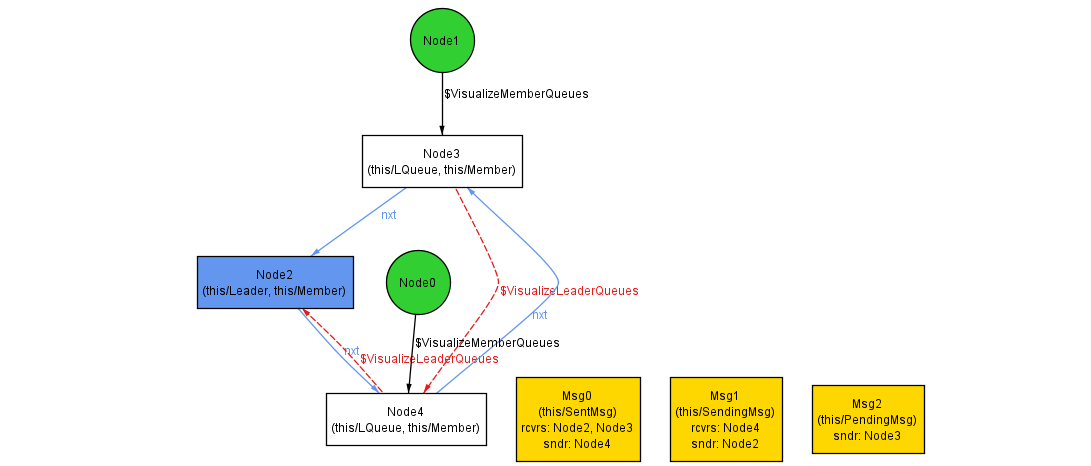 Node1
$VisualizeMemberQueues
Node3
(this/LQueue, this/Member)
nxt
Node2
(this/Leader, this/Member)
Node0
$VisualizeLeaderQueues
nxt
$VisualizeMemberQueues
nxt
$VisualizeLeaderQueues
Node4
(this/LQueue, this/Member)
Msg0
(this/SentMsg)
rcvrs: Node2, Node3
sndr: Node4
Msg1
(this/SendingMsg)
rcvrs: Node4
sndr: Node2
Msg2
(this/PendingMsg)
sndr: Node3